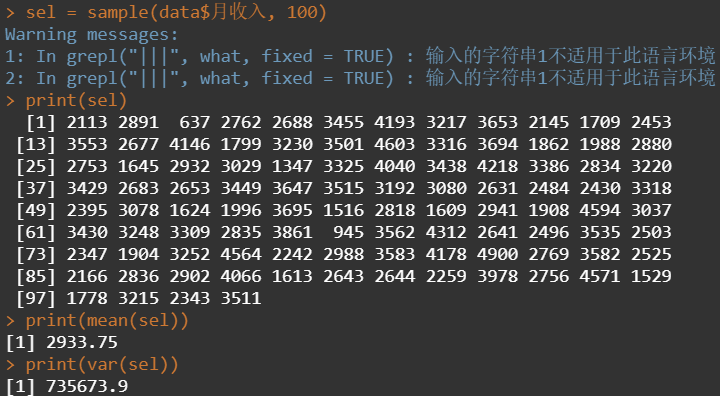 > sel = sample(data$月收入, 100)
Warning messages:
1: In grepl("|||", what, fixed = TRUE) : 输入的字符串1不适用于此语言环境
2: In grepl("|||", what, fixed = TRUE) : 输入的字符串1不适用于此语言环境
> print(sel)
[1] 2113 2891 637 2762 2688 3455 4193 3217 3653 2145 1709 2453
[13] 3553 2677 4146 1799 3230 3501 4603 3316 3694 1862 1988 2880
[25] 2753 1645 2932 3029 1347 3325 4040 3438 4218 3386 2834 3220
[37] 3429 2683 2653 3449 3647 3515 3192 3080 2631 2484 2430 3318
[49] 2395 3078 1624 1996 3695 1516 2818 1609 2941 1908 4594 3037
[61] 3430 3248 3309 2835 3861 945 3562 4312 2641 2496 3535 2503
[73] 2347 1904 3252 4564 2242 2988 3583 4178 4900 2769 3582 2525
[85] 2166 2836 2902 4066 1613 2643 2644 2259 3978 2756 4571 1529
[97] 1778 3215 2343 3511
> print(mean(sel))
[1] 2933.75
> print(var(sel))
[1] 735673.9